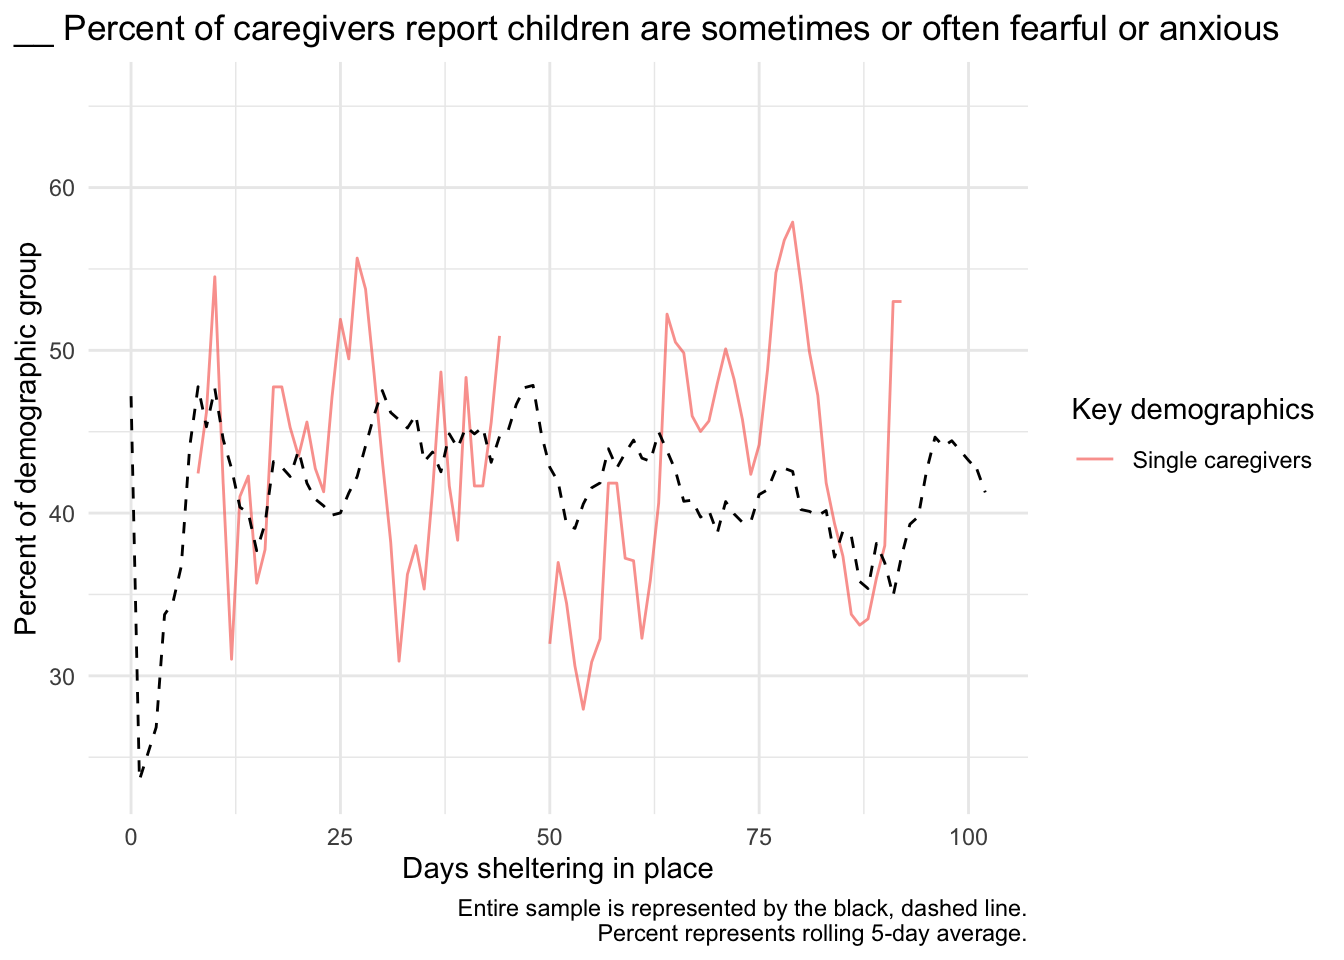 __ Percent of caregivers report children are sometimes or often fearful or anxious
Percent of demographic group
60
50
40
30
0 25 50 75 100
Days sheltering in place
Key demographics
Single caregivers
Entire sample is represented by the black, dashed line.
Percent represents rolling 5-day average.